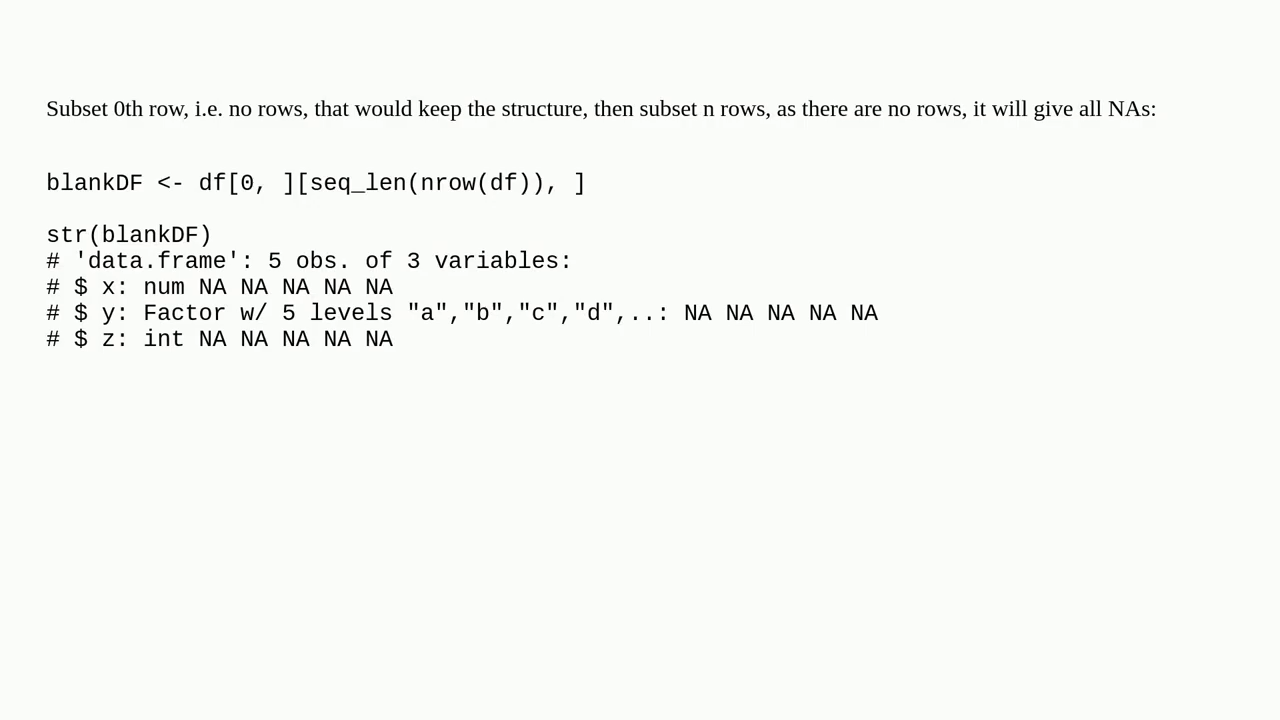 Subset 0th row, i.e. no rows, that would keep the structure, then subset n rows, as there are no rows, it will give all NAs:
blankDF <- df[0, ][seq_len(nrow(df)), ]
str(blankDF)
# 'data.frame': 5 obs. of 3 variables:
# $ x: num NA NA NA NA NA
# $ y: Factor w/ 5 levels "a","b","c","d",..: NA NA NA NA NA
# $ z: int NA NA NA NA NA